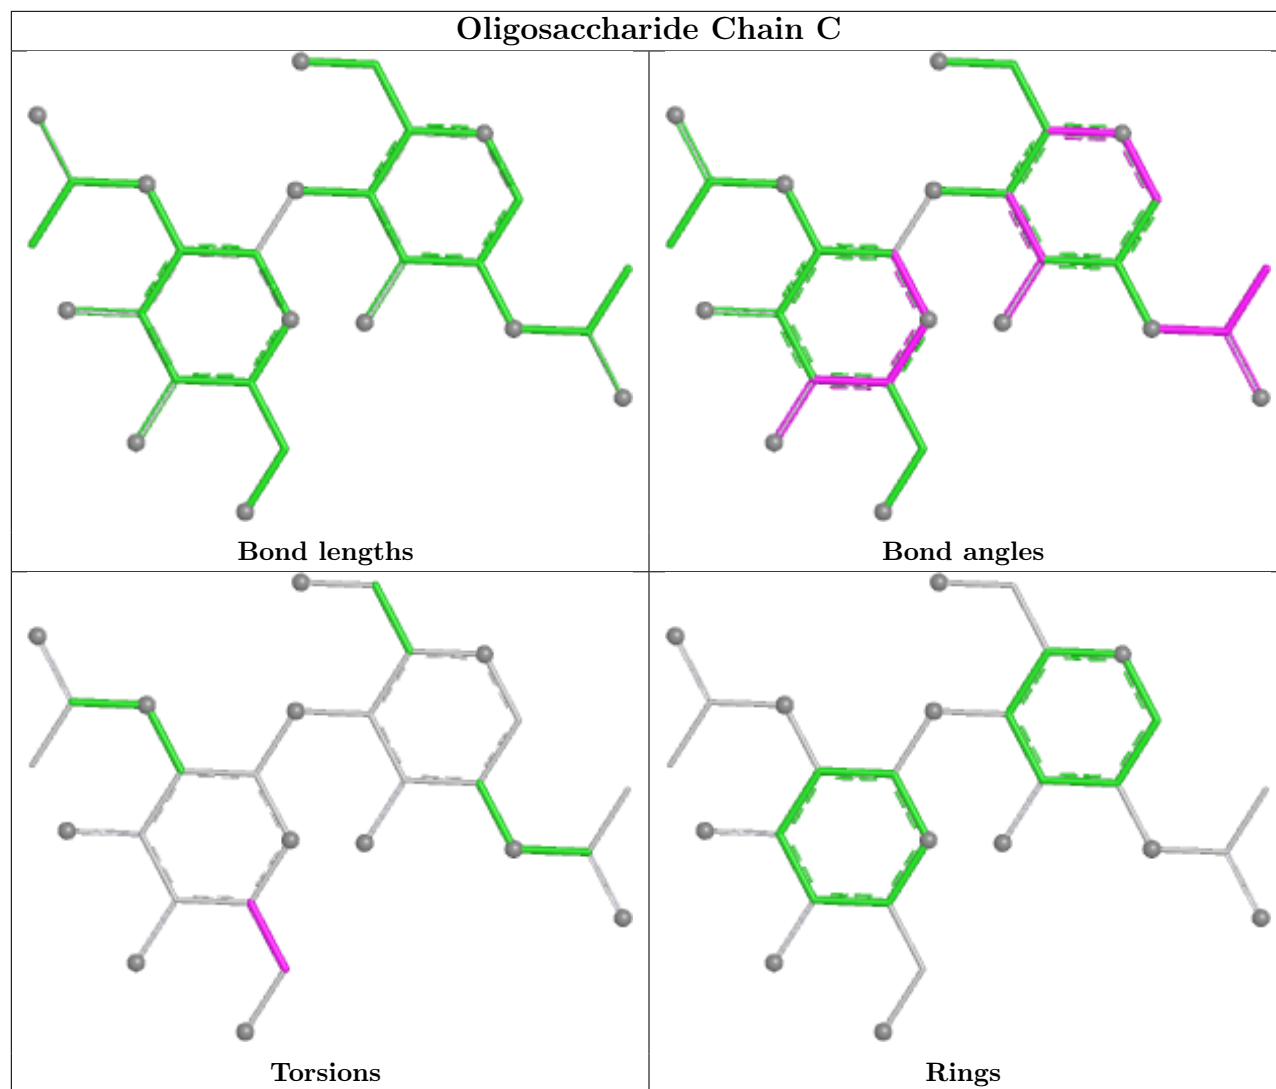 Oligosaccharide Chain C
Bond lengths
Bond angles
Torsions
Rings